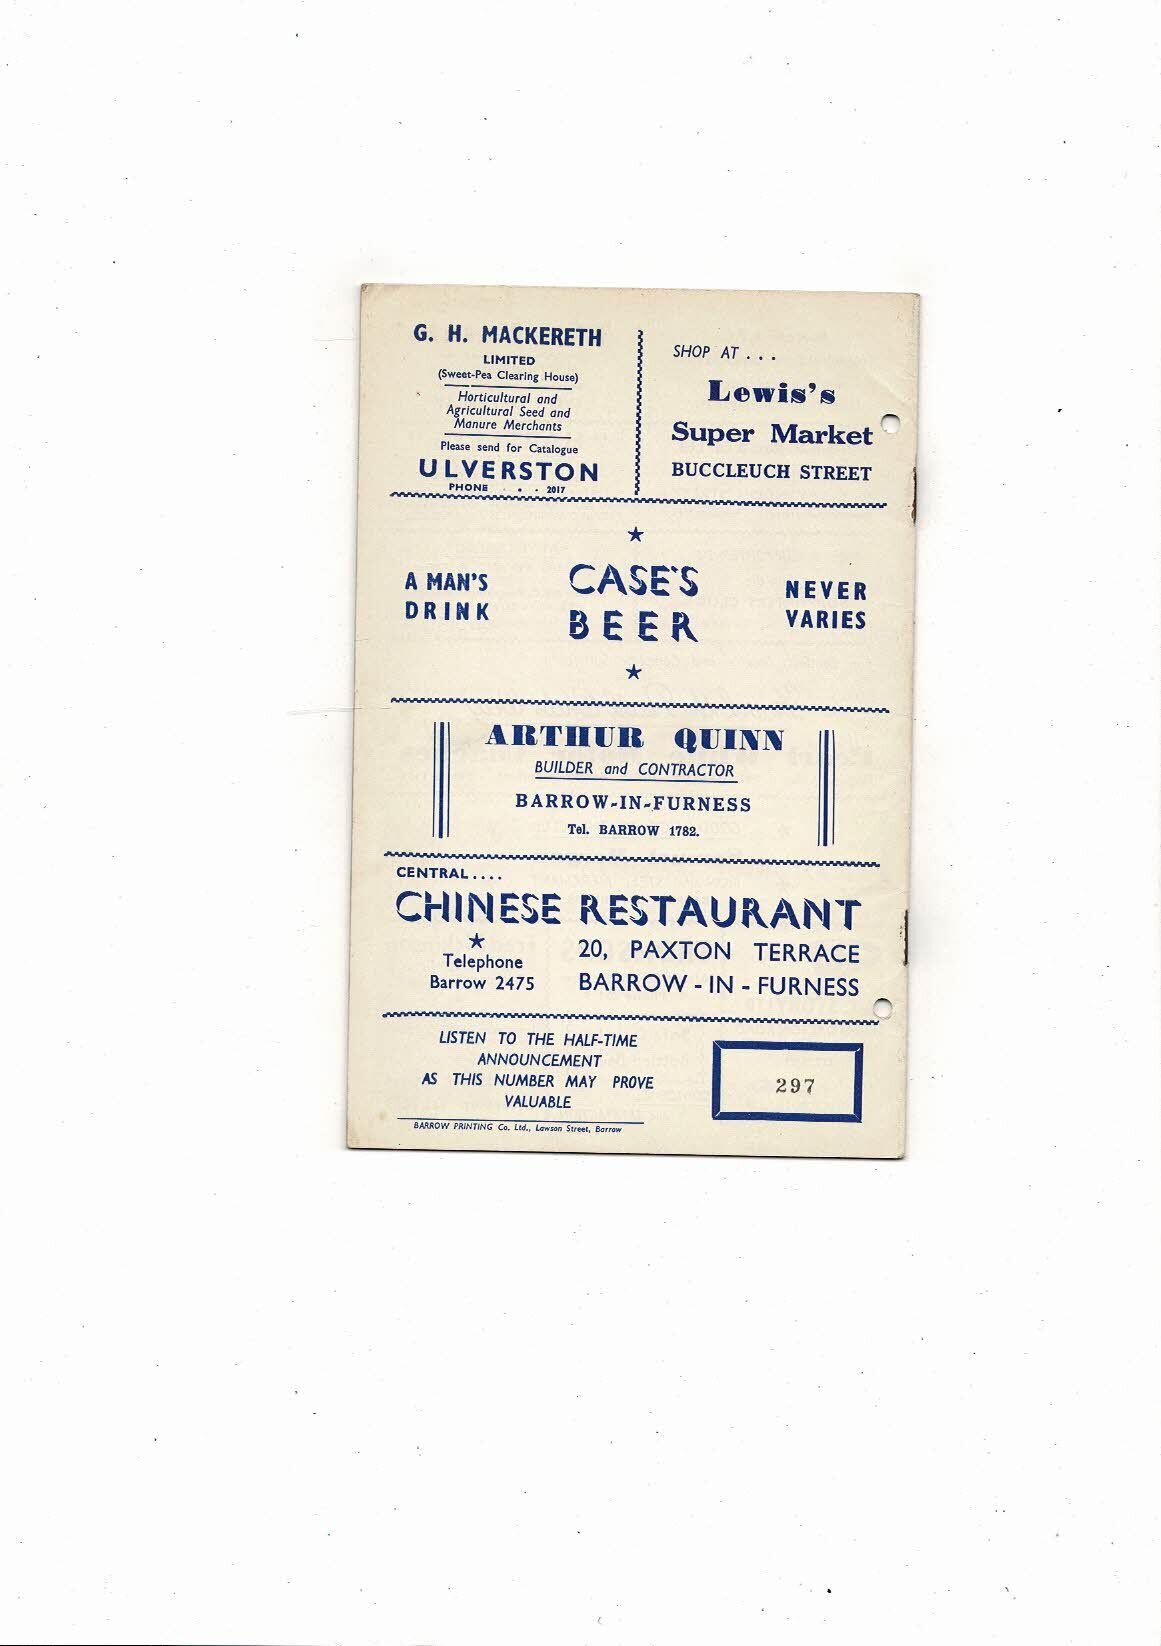 G. H. MACKERETH
LIMITED
(Sweet-Pea Clearing House)
Horticultural and
Agricultural Seed and
Manure Merchants
Please send for Catalogue
ULVERSTON
PHONE . . . 2017
SHOP AT . . .
Lewis's
Super Market
BUCCLEUCH STREET
A MAN'S
DRINK
CASE'S
BEER
NEVER
VARIES
ARTHUR QUINN
BUILDER and CONTRACTOR
BARROW-IN-FURNESS
Tel. BARROW 1782.
CENTRAL . . . .
CHINESE RESTAURANT
Telephone
Barrow 2475
20, PAXTON TERRACE
BARROW - IN - FURNESS
LISTEN TO THE HALF-TIME
ANNOUNCEMENT
AS THIS NUMBER MAY PROVE
VALUABLE
297
BARROW PRINTING Co. Ltd., Lawson Street, Barrow